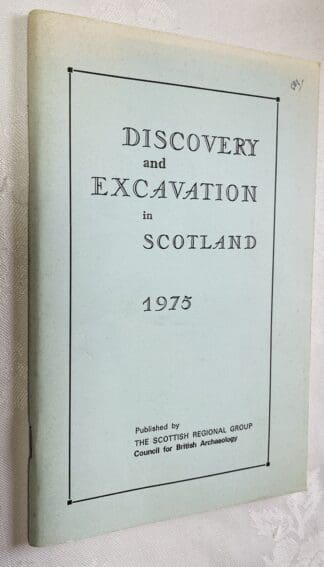 DISCOVERY
and
EXCAVATION
in
SCOTLAND
1975
Published by
THE SCOTTISH REGIONAL GROUP
Council for British Archaeology